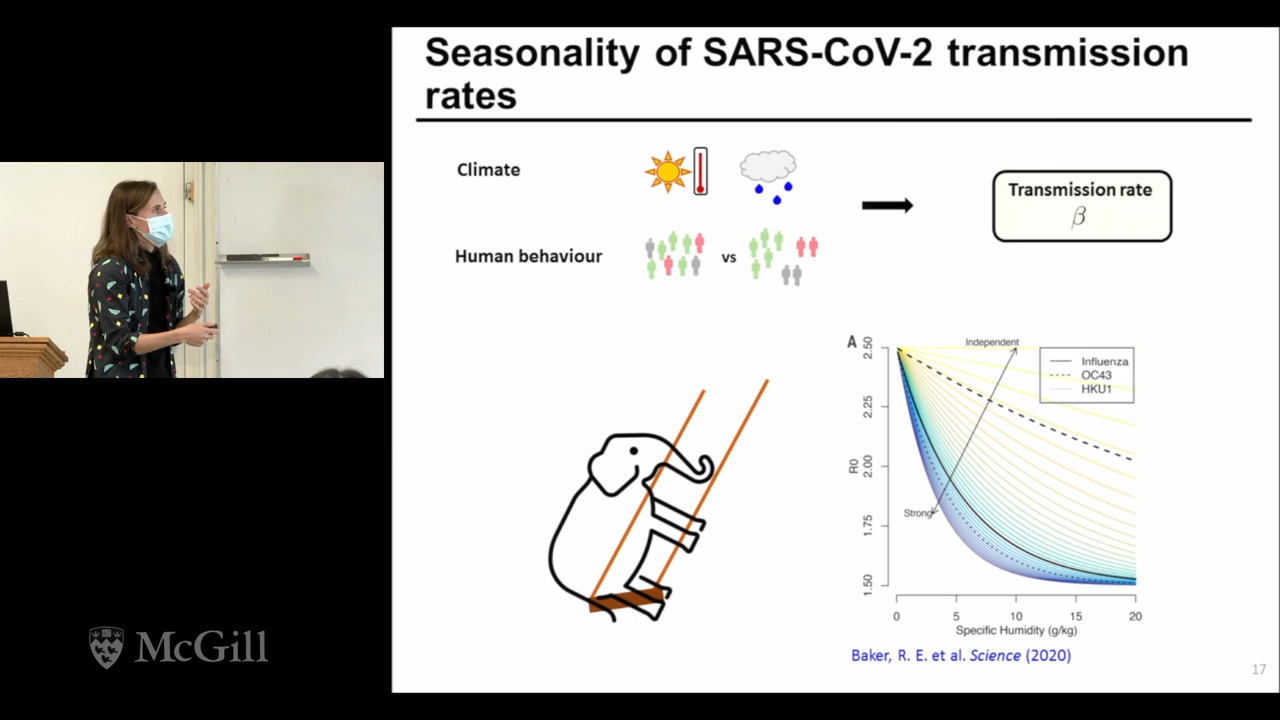 Seasonality of SARS-CoV-2 transmission
rates
Climate
Human behaviour
vs
Transmission rate
β
A
Independent
Influenza
OC43
HKU1
Strong
R0
2.50
2.25
2.00
1.75
1.50
0 5 10 15 20
Specific Humidity (g/kg)
Baker, R. E. et al. Science (2020)
17
McGill